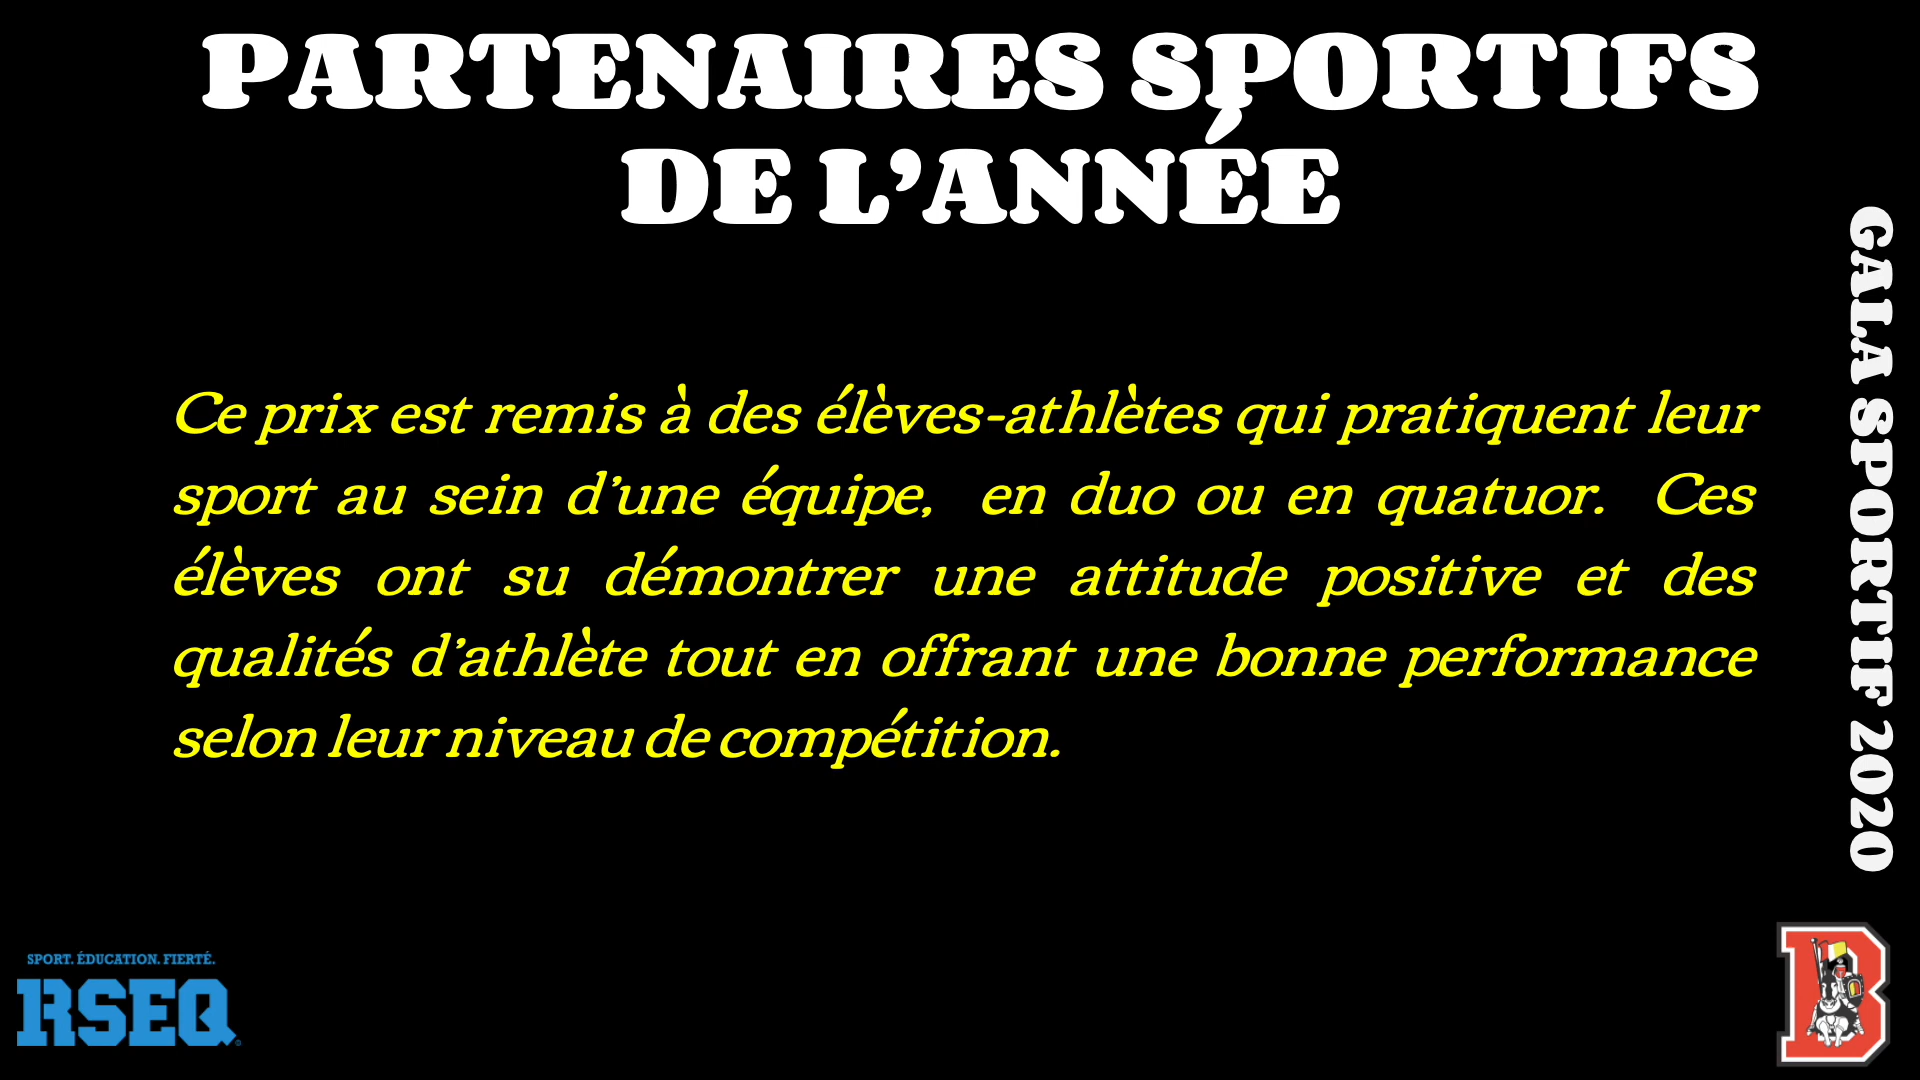 PARTENAIRES SPORTIFS
DE L’ANNÉE
Ce prix est remis à des élèves-athlètes qui pratiquent leur
sport au sein d’une équipe,  en duo ou en quatuor.  Ces
élèves ont su démontrer une attitude positive et des
qualités d’athlète tout en offrant une bonne performance
selon leur niveau de compétition.
GALA SPORTIF 2020
SPORT. ÉDUCATION. FIERTÉ.
RSEQ
B